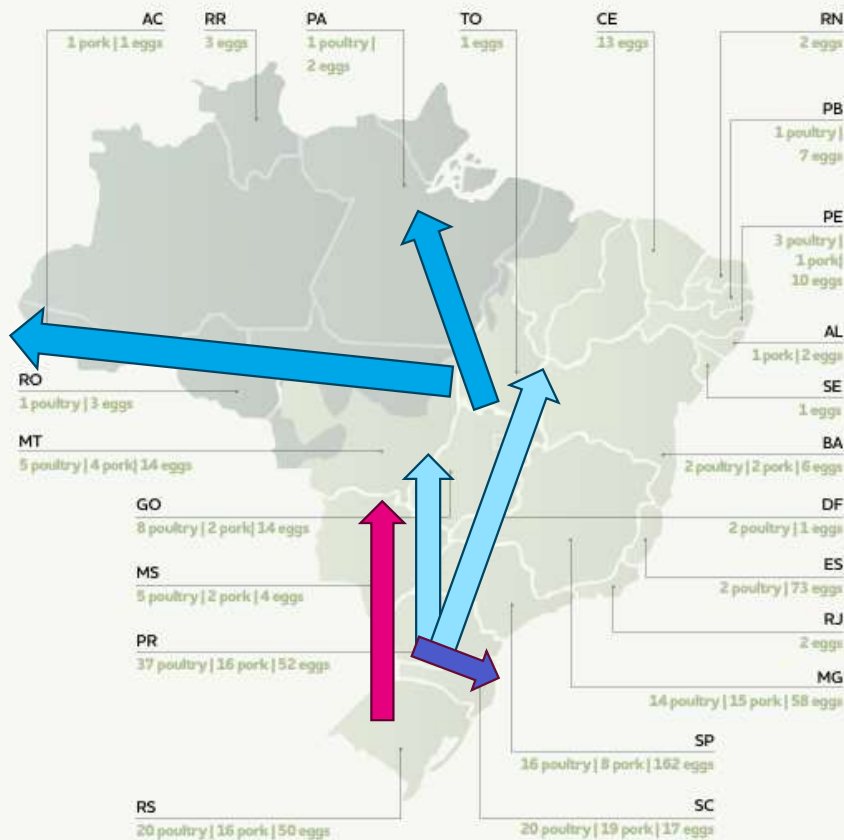 AC
1 pork | 1 eggs
RR
3 eggs
PA
1 poultry |
2 eggs
TO
1 eggs
CE
13 eggs
RN
2 eggs
PB
1 poultry |
7 eggs
PE
3 poultry |
1 pork|
10 eggs
AL
1 pork | 2 eggs
SE
1 eggs
RO
1 poultry | 3 eggs
MT
5 poultry | 4 pork| 14 eggs
BA
2 poultry | 2 pork | 6 eggs
GO
8 poultry | 2 pork| 14 eggs
DF
2 poultry | 1 eggs
MS
5 poultry | 2 pork | 4 eggs
ES
2 poultry | 73 eggs
RJ
2 eggs
PR
37 poultry | 16 pork | 52 eggs
MG
14 poultry | 15 pork | 58 eggs
SP
16 poultry | 8 pork | 162 eggs
RS
20 poultry | 16 pork | 50 eggs
SC
20 poultry | 19 pork | 17 eggs